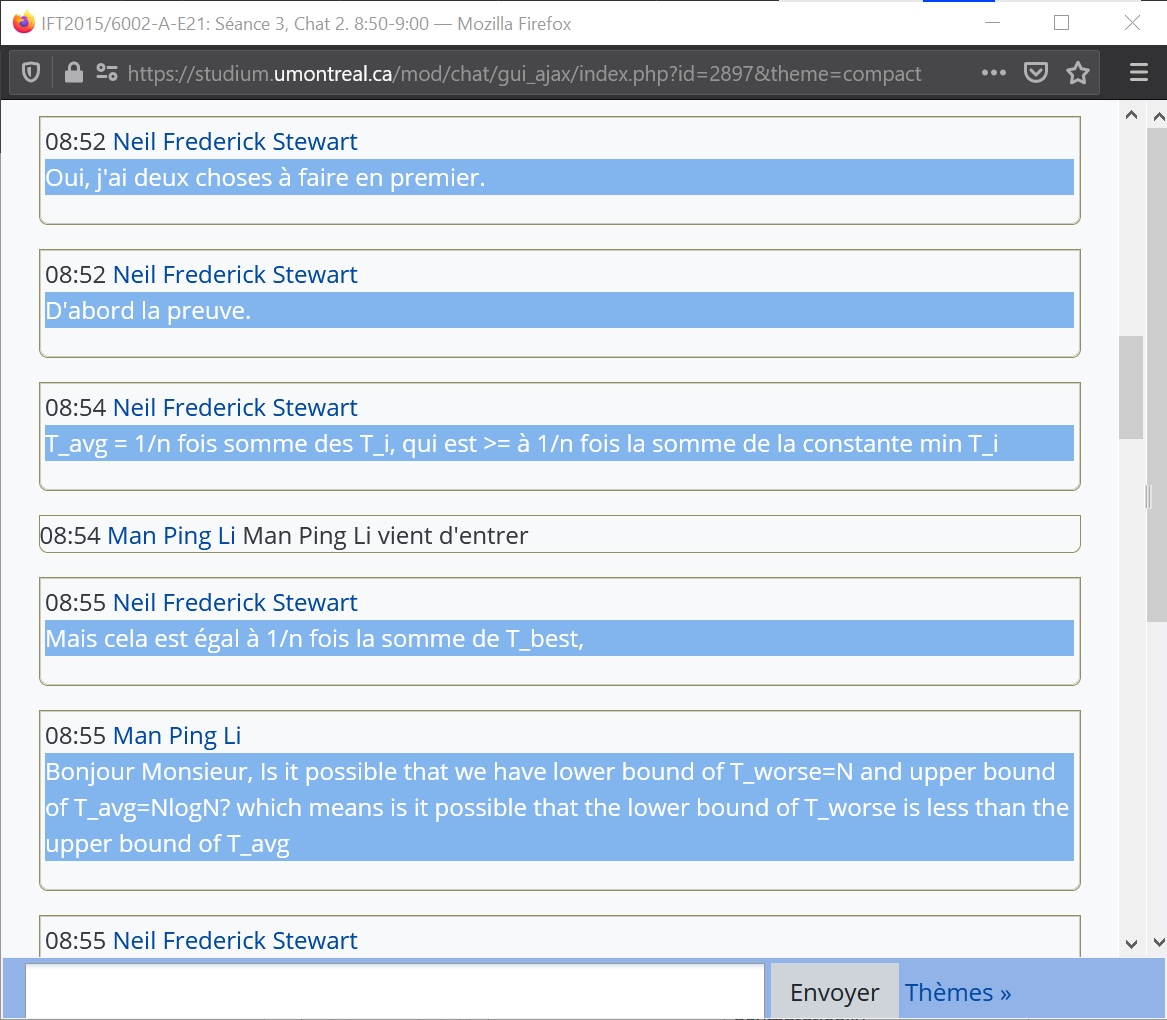 IFT2015/6002-A-E21: Séance 3, Chat 2. 8:50-9:00 — Mozilla Firefox
https://studium.umontreal.ca/mod/chat/gui_ajax/index.php?id=2897&theme=compact
08:52 Neil Frederick Stewart
Oui, j'ai deux choses à faire en premier.
08:52 Neil Frederick Stewart
D'abord la preuve.
08:54 Neil Frederick Stewart
T_avg = 1/n fois somme des T_i, qui est >= à 1/n fois la somme de la constante min T_i
08:54 Man Ping Li Man Ping Li vient d'entrer
08:55 Neil Frederick Stewart
Mais cela est égal à 1/n fois la somme de T_best,
08:55 Man Ping Li
Bonjour Monsieur, Is it possible that we have lower bound of T_worse=N and upper bound
of T_avg=NlogN? which means is it possible that the lower bound of T_worse is less than the
upper bound of T_avg
08:55 Neil Frederick Stewart
Envoyer Thèmes »